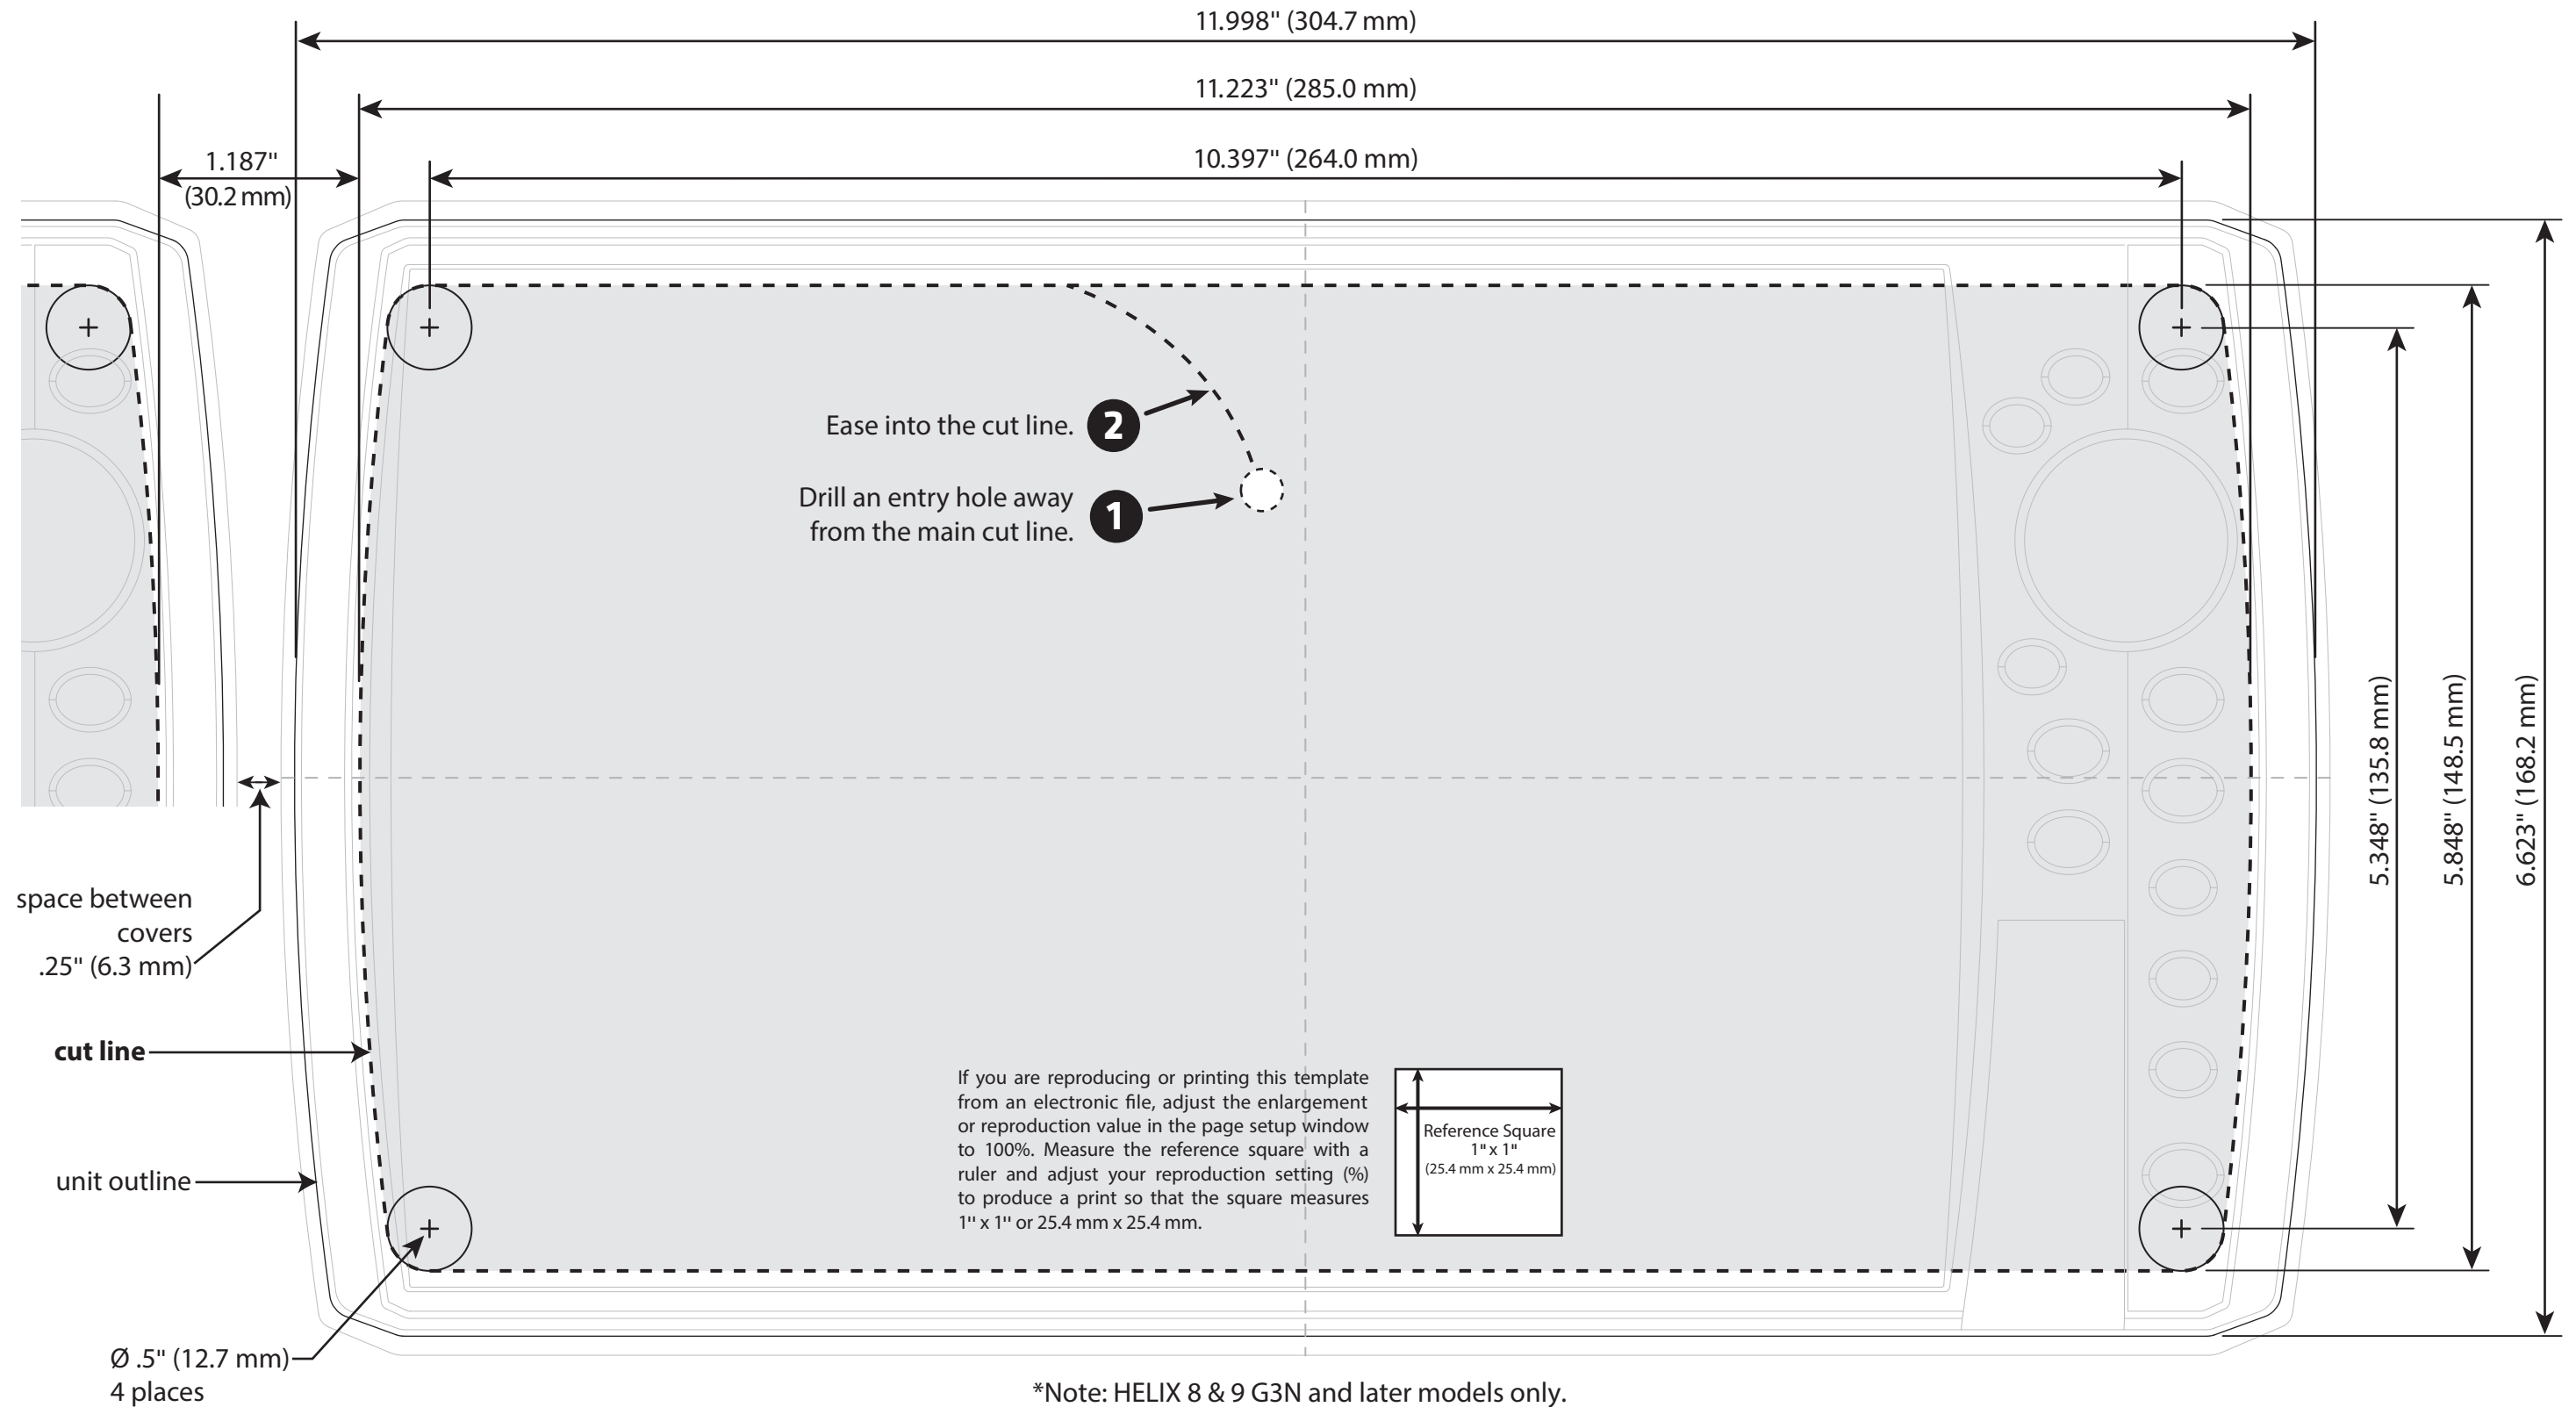 11.998" (304.7 mm)
11.223" (285.0 mm)
1.187"
(30.2 mm)
10.397" (264.0 mm)
Ease into the cut line. 2
Drill an entry hole away
from the main cut line. 1
5.348" (135.8 mm)
5.848" (148.5 mm)
6.623" (168.2 mm)
space between
covers
.25" (6.3 mm)
cut line
unit outline
If you are reproducing or printing this template
from an electronic file, adjust the enlargement
or reproduction value in the page setup window
to 100%. Measure the reference square with a
ruler and adjust your reproduction setting (%)
to produce a print so that the square measures
1" x 1" or 25.4 mm x 25.4 mm.
Reference Square
1" x 1"
(25.4 mm x 25.4 mm)
Ø .5" (12.7 mm)
4 places
*Note: HELIX 8 & 9 G3N and later models only.